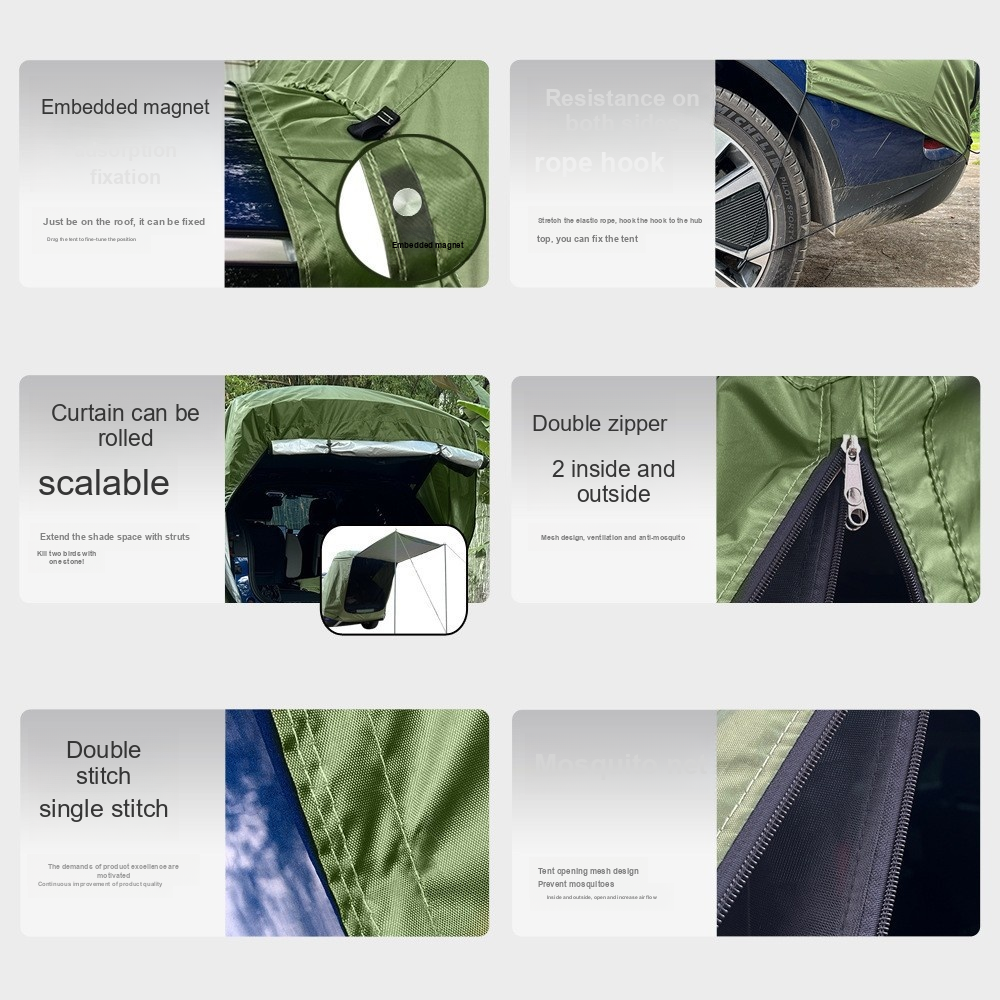 Embedded magnet
fixation
Just be on the roof, it can be fixed
Drag the tent to fine-tune the position
Embedded magnet
Resistance on
both side
rope hook
Stretch the elastic rope, hook the hook to the hub
top, you can fix the tent
MICHELIN
PILOT SPORT
Curtain can be
rolled
scalable
Extend the shade space with struts
Kill two birds with
one stone!
Double zipper
2 inside and
outside
Mesh design, ventilation and anti-mosquito
Double
stitch
single stitch
The demands of product excellence are
motivated
Continuous improvement of product quality
Mosquito
Tent opening mesh design
Prevent mosquitoes
Inside and outside, open and increase air flow